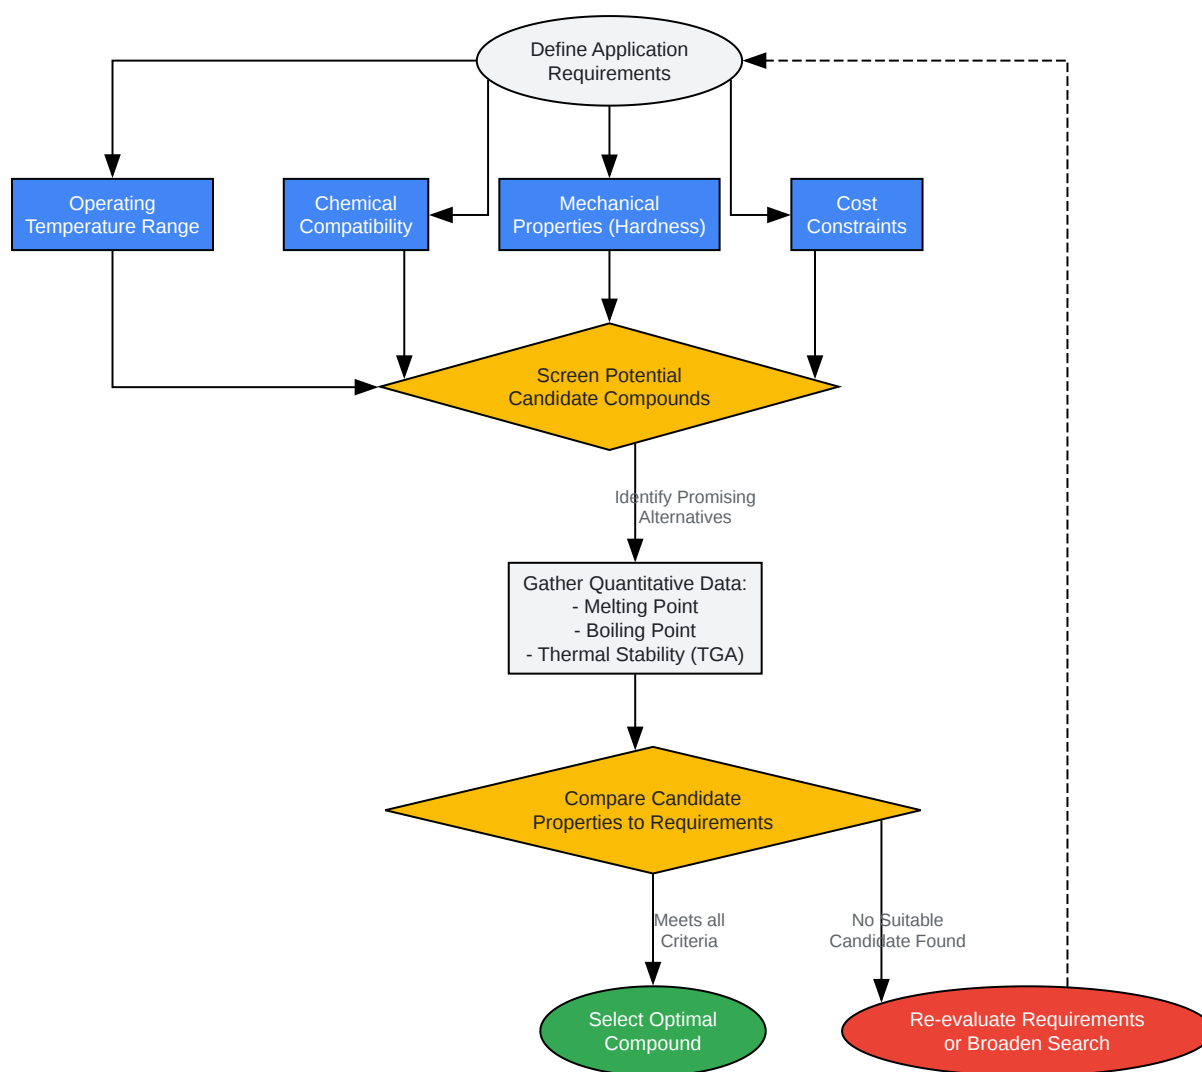 Define Application
Requirements
Operating
Temperature Range
Chemical
Compatibility
Mechanical
Properties (Hardness)
Cost
Constraints
Screen Potential
Candidate Compounds
Identify Promising
Alternatives
Gather Quantitative Data:
- Melting Point
- Boiling Point
- Thermal Stability (TGA)
Compare Candidate
Properties to Requirements
Meets all
Criteria
No Suitable
Candidate Found
Select Optimal
Compound
Re-evaluate Requirements
or Broaden Search